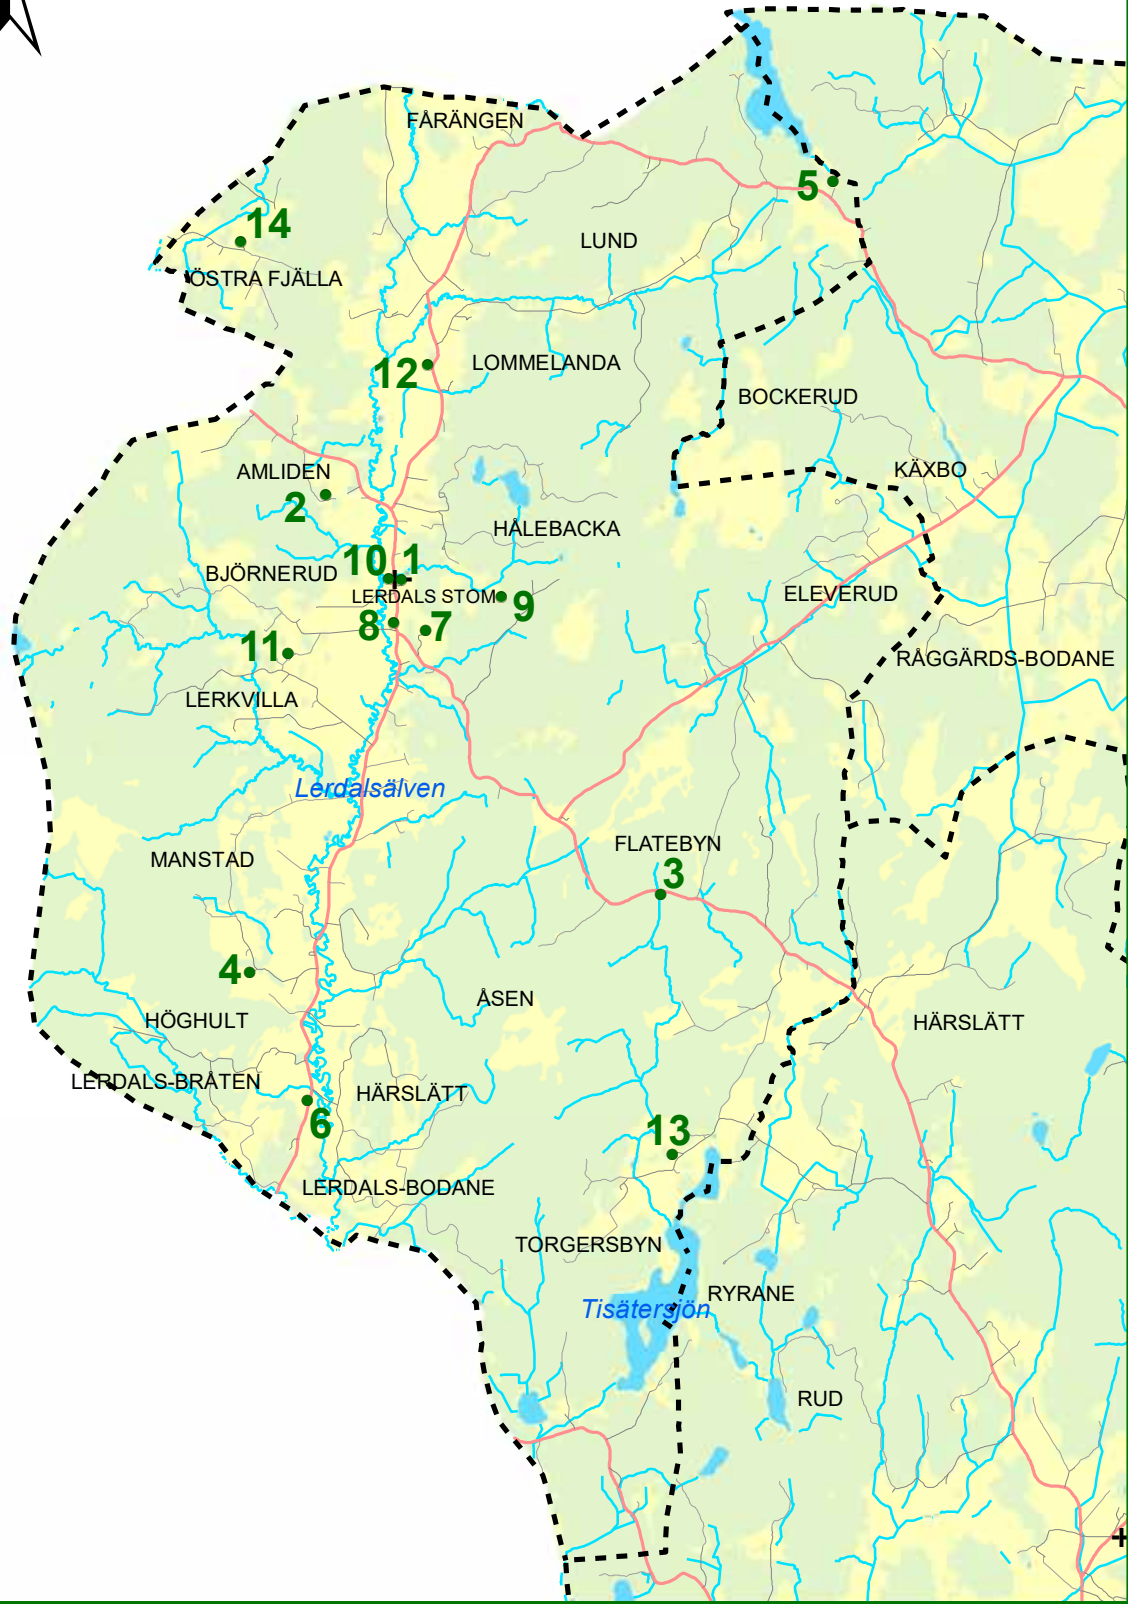 FÅRÄNGEN
5
14
LUND
ÖSTRA FJÄLLA
12
LOMMELANDA
BOCKERUD
AMLIDEN
KÄXBO
2
HÅLEBACKA
10
1
BJÖRNERUD
LERDALS STOM
9
ELEVERUD
8
7
11
RÅGGÄRDS-BODANE
LERKVILLA
Lerdalsälven
FLATEBYN
MANSTAD
3
4
ÅSEN
HÖGHULT
HÄRSLÄTT
LERDALS-BRÅTEN
HÄRSLÄTT
6
13
LERDALS-BODANE
TORGERSBYN
RYRANE
Tisätersjön
RUD